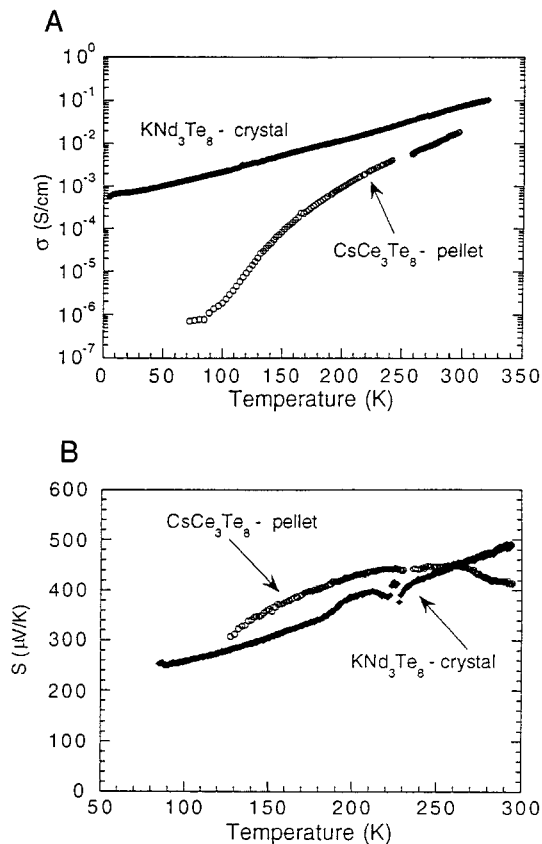 A
10⁰
10⁻¹
10⁻²
10⁻³
10⁻⁴
10⁻⁵
10⁻⁶
10⁻⁷
σ (S/cm)
KNd₃Te₈ - crystal
CsCe₃Te₈ - pellet
0 50 100 150 200 250 300 350
Temperature (K)
B
600
500
400
300
200
100
0
S (μV/K)
CsCe₃Te₈ - pellet
KNd₃Te₈ - crystal
50 100 150 200 250 300
Temperature (K)